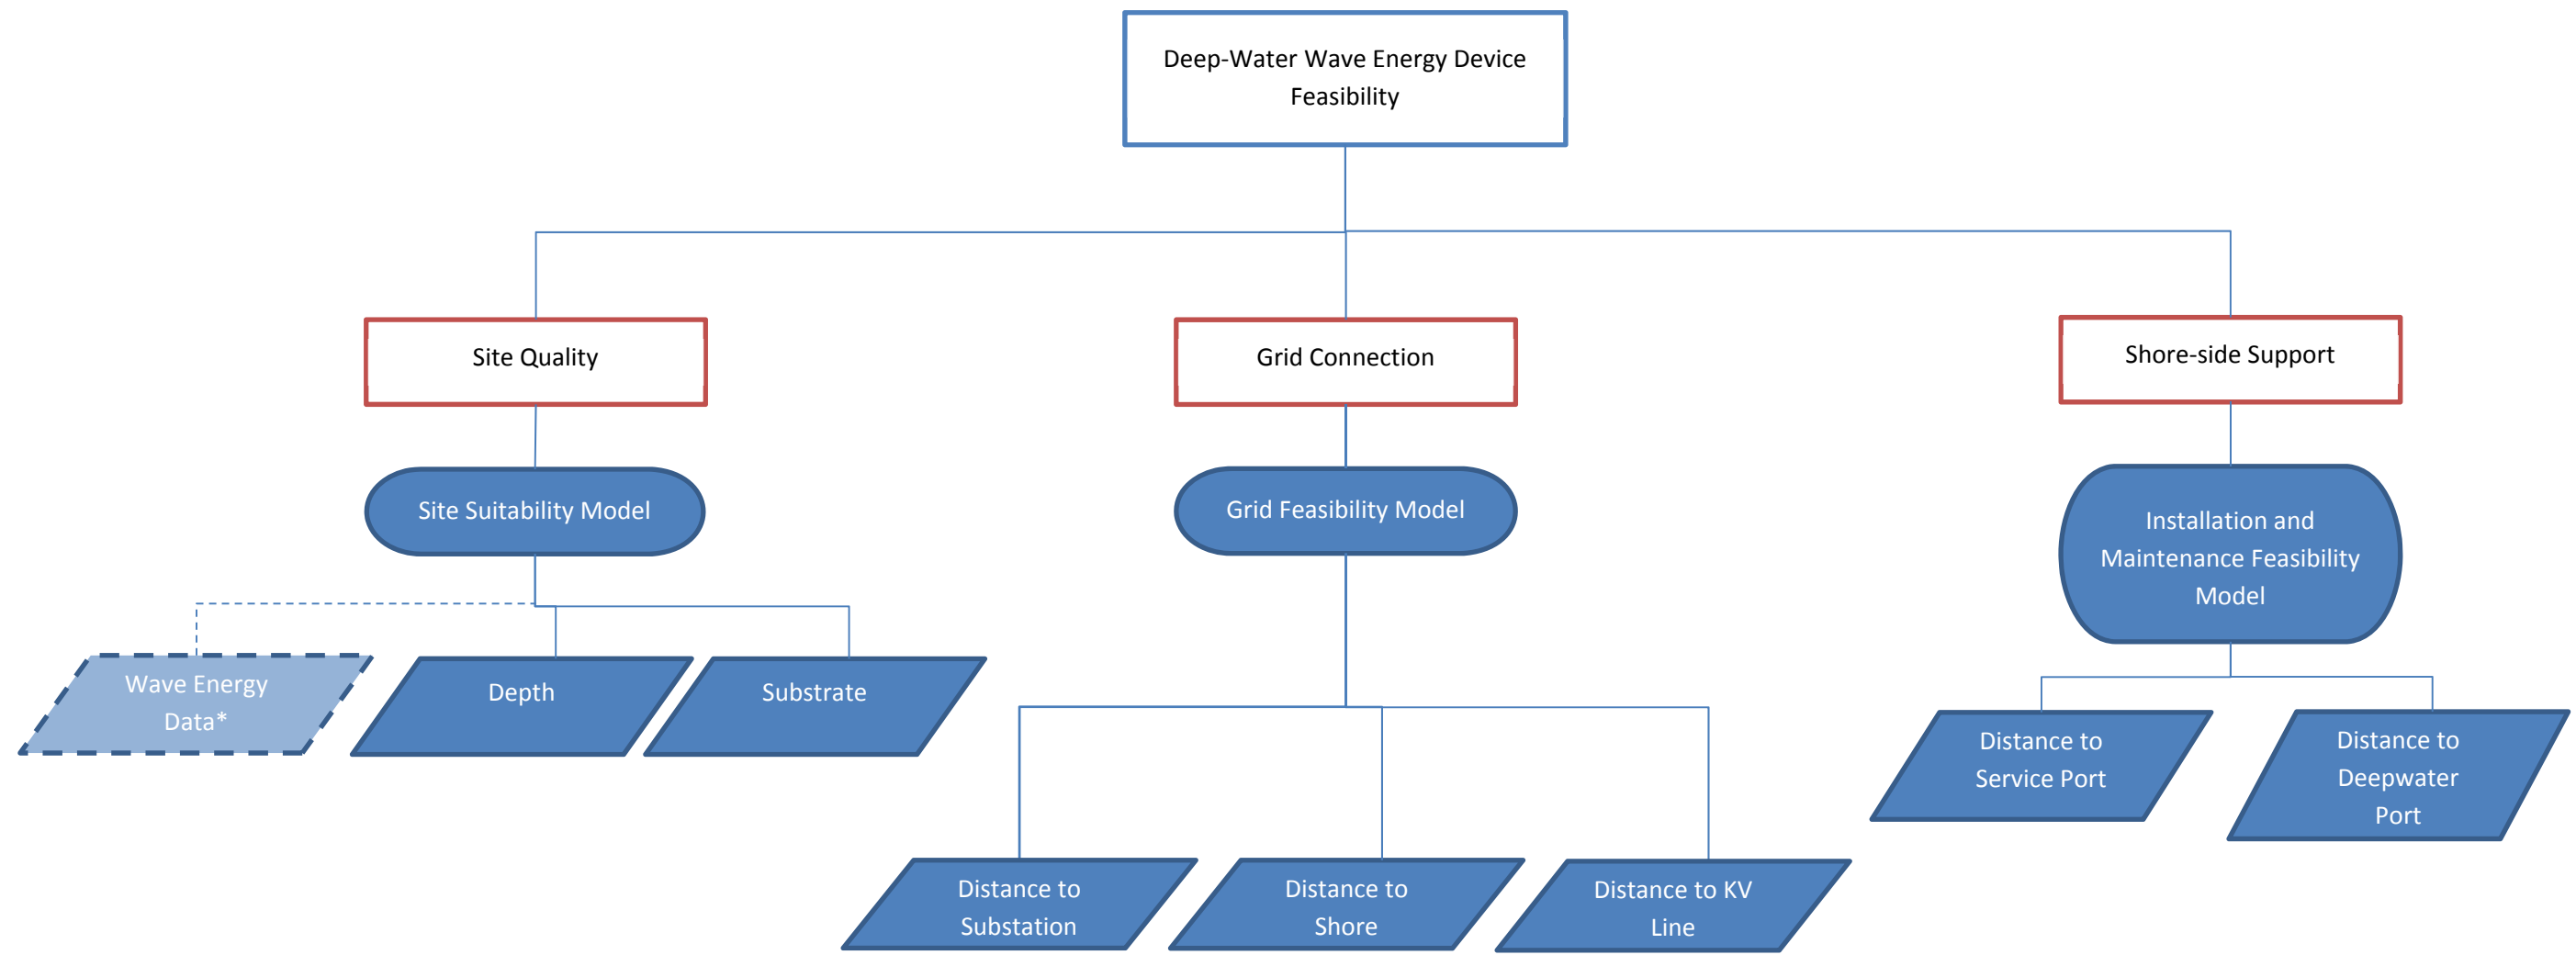 Deep-Water Wave Energy Device
Feasibility
Site Quality
Grid Connection
Shore-side Support
Site Suitability Model
Grid Feasibility Model
Installation and
Maintenance Feasibility
Model
Wave Energy
Data*
Depth
Substrate
Distance to
Service Port
Distance to
Deepwater
Port
Distance to
Substation
Distance to
Shore
Distance to KV
Line